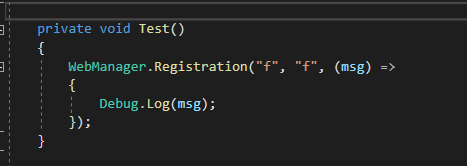 private void Test()
{
WebManager.Registration("f", "f", (msg) =>
{
Debug.Log(msg);
});
}